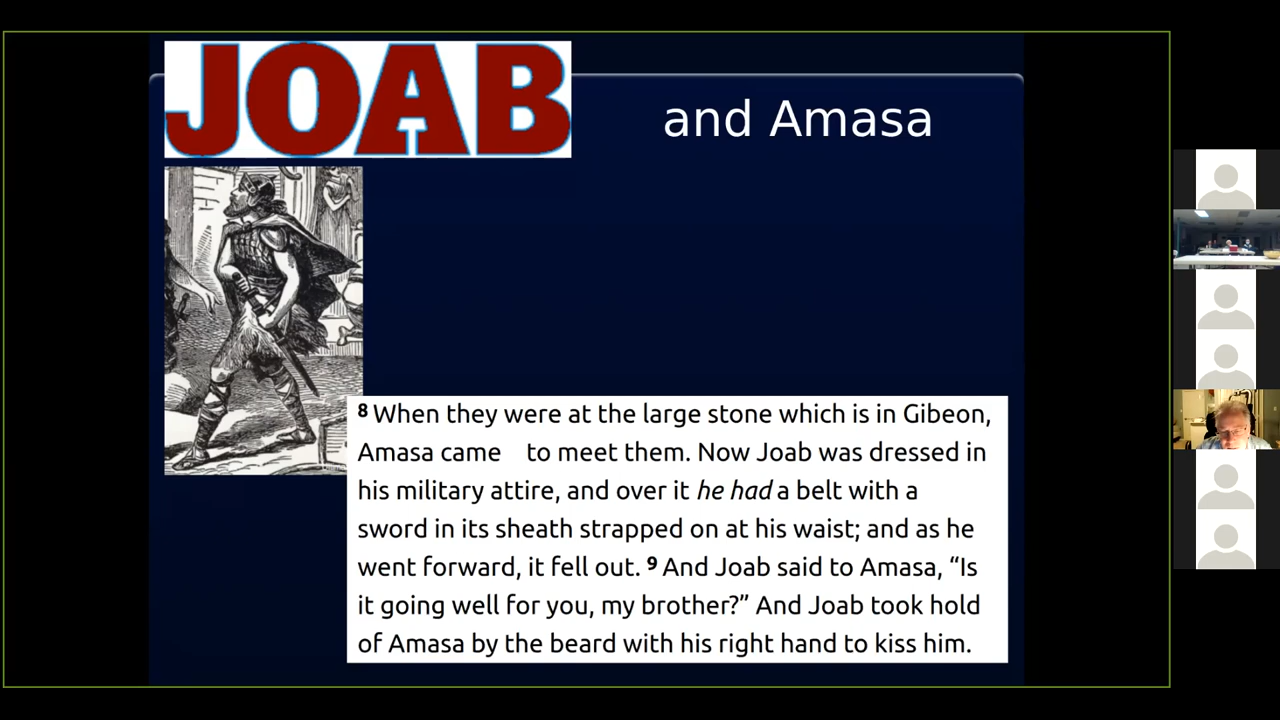 JOAB
and Amasa
8 When they were at the large stone which is in Gibeon,
Amasa came to meet them. Now Joab was dressed in
his military attire, and over it he had a belt with a
sword in its sheath strapped on at his waist; and as he
went forward, it fell out. 9 And Joab said to Amasa, “Is
it going well for you, my brother?” And Joab took hold
of Amasa by the beard with his right hand to kiss him.